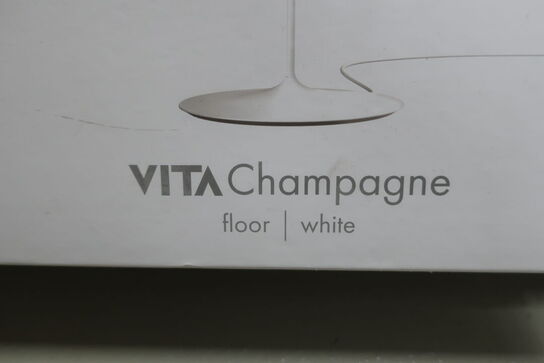 VITA Champagne
floor | white